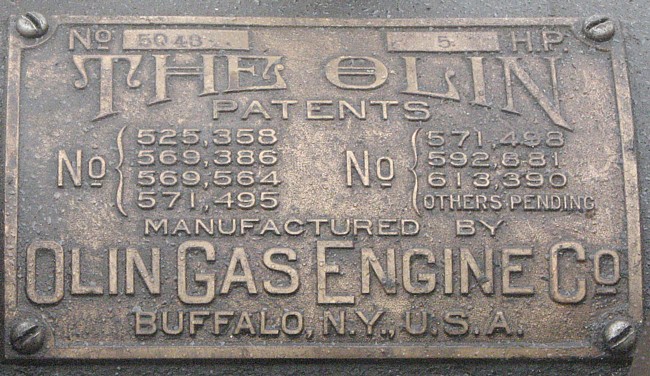 No 5048 5 H.P.
THE OLIN
PATENTS
No 525,358
569,386
569,564
571,495
No 571,498
592,881
613,390
OTHERS PENDING
MANUFACTURED BY
OLIN GAS ENGINE Co
BUFFALO, N.Y., U.S.A.